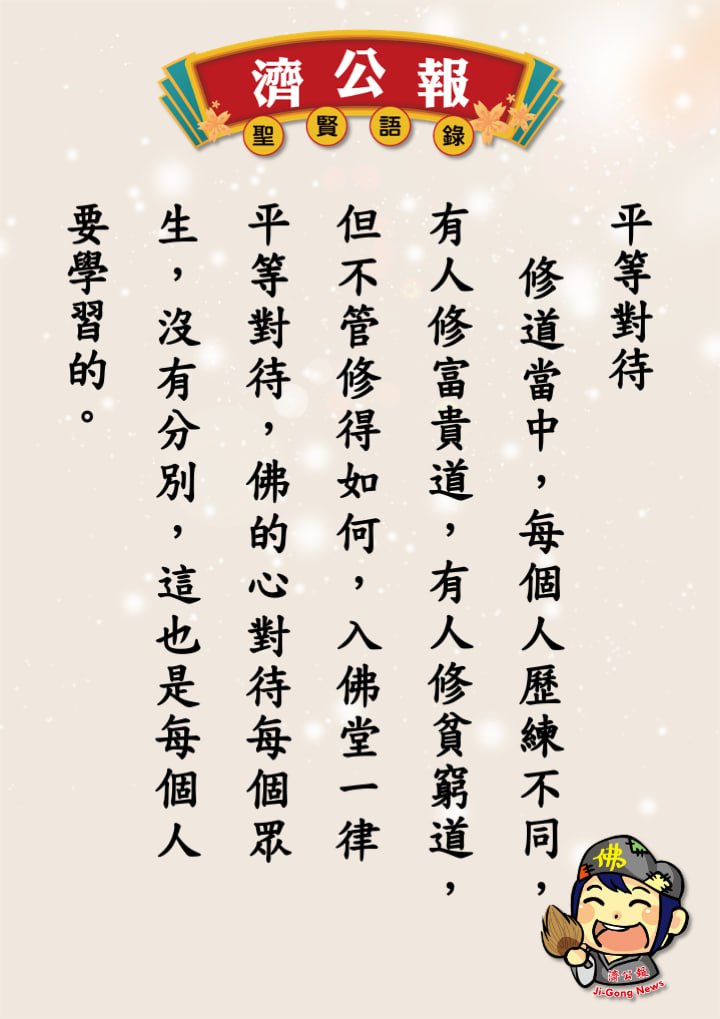 濟公報
聖賢語錄
平等對待
修道當中，每個人歷練不同，
有人修富貴道，有人修貧窮道，
但不管修得如何，入佛堂一律
平等對待，佛的心對待每個眾
生，沒有分別，這也是每個人
要學習的。
佛
濟公報
Ji-Gong News